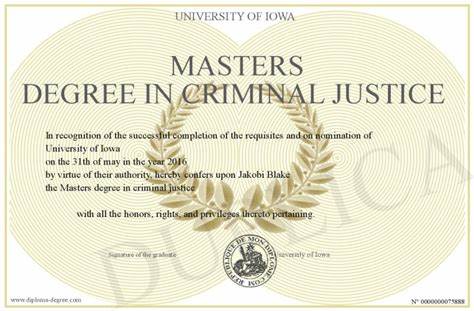 UNIVERSITY OF IOWA
MASTERS
DEGREE IN CRIMINAL JUSTICE
In recognition of the successful completion of the requisites and on nomination of
University of Iowa
on the 31th of may in the year 2016
by virtue of their authority, hereby confers upon Jakobi Blake
the Masters degree in criminal justice
with all the honors, rights, and privileges thereto pertaining.
Signature of the graduate
university of Iowa
REPUBLIQUE DE MON-DIPLOME.COM
www.diploma-degree.com
N° 0000000075888